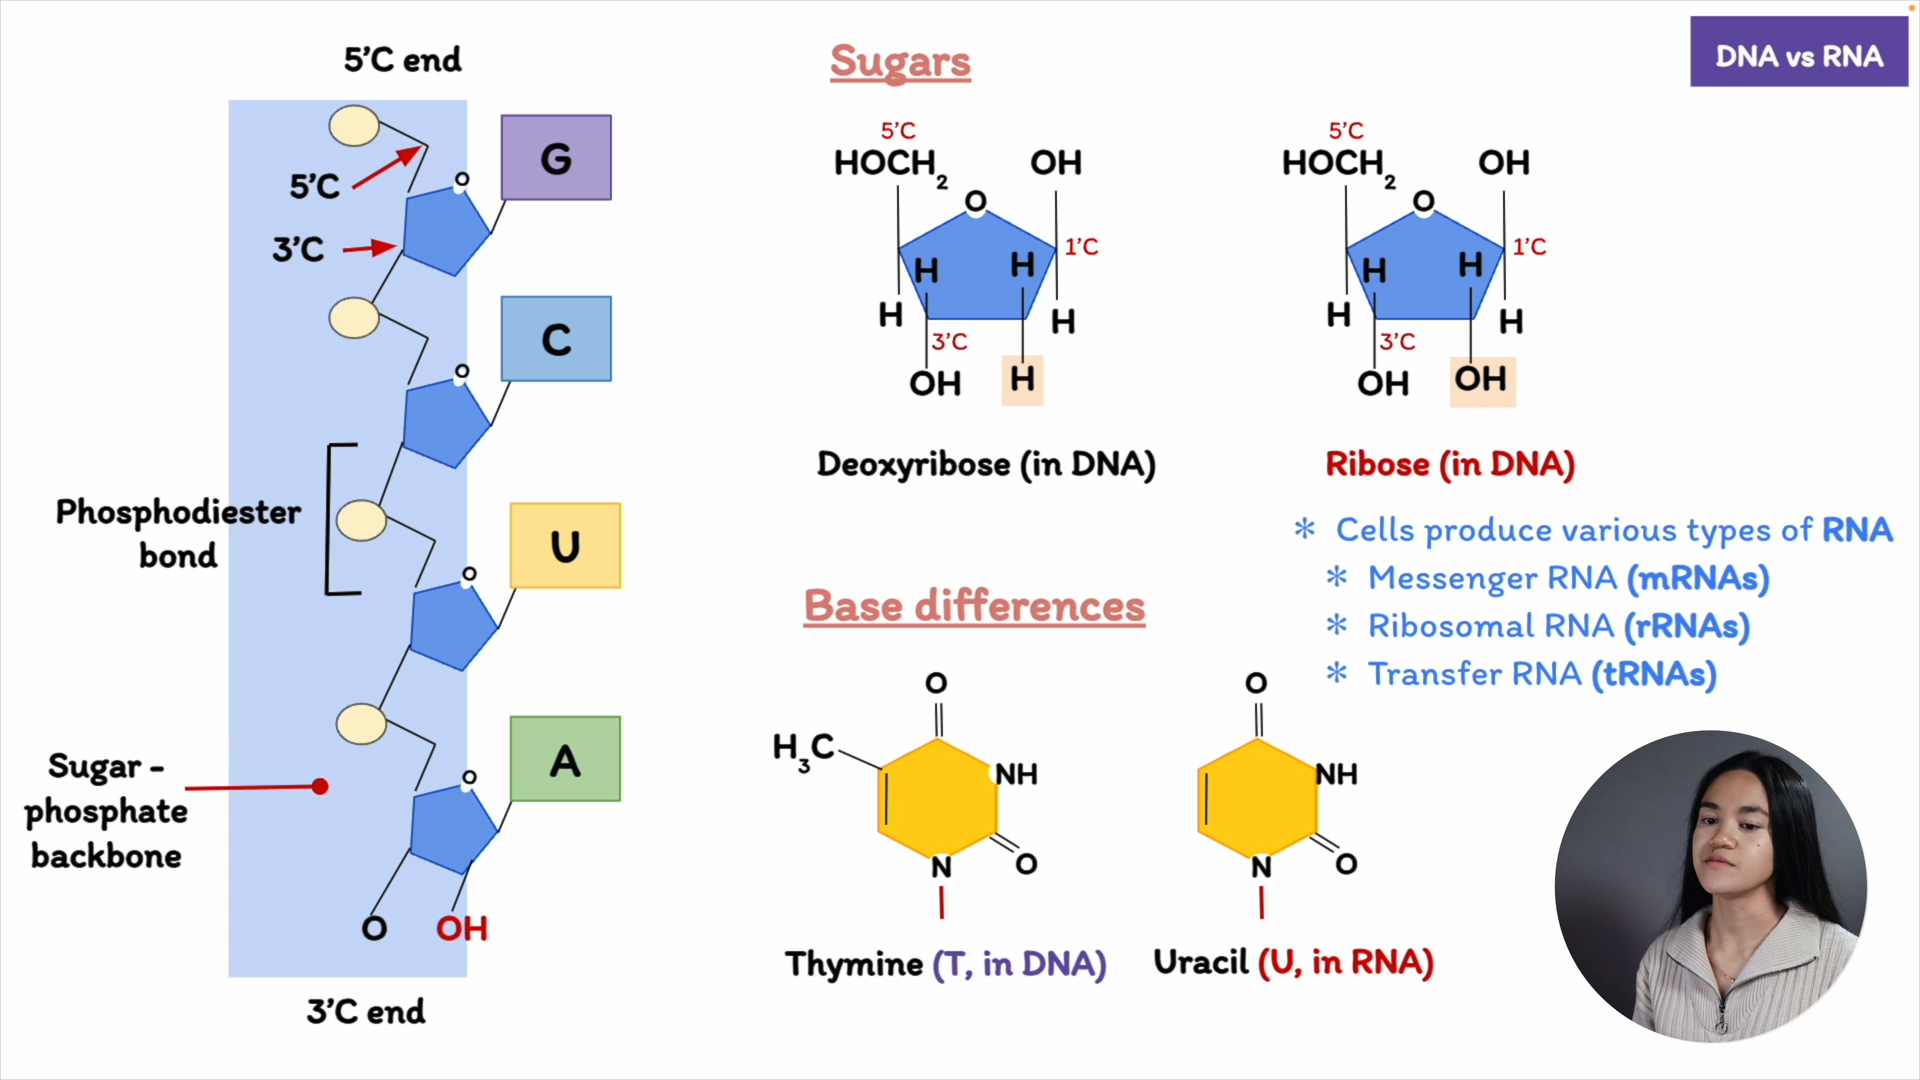 DNA vs RNA
5'C end
5'C
3'C
O
G
O
C
Phosphodiester
bond
O
U
Sugar -
phosphate
backbone
O
A
O
OH
3'C end
Sugars
5'C
HOCH2
OH
O
1'C
H
H
H
H
3'C
OH
H
Deoxyribose (in DNA)
5'C
HOCH2
OH
O
1'C
H
H
H
H
3'C
OH
OH
Ribose (in DNA)
* Cells produce various types of RNA
* Messenger RNA (mRNAs)
* Ribosomal RNA (rRNAs)
* Transfer RNA (tRNAs)
Base differences
O
H3C
NH
N
O
Thymine (T, in DNA)
O
NH
N
O
Uracil (U, in RNA)